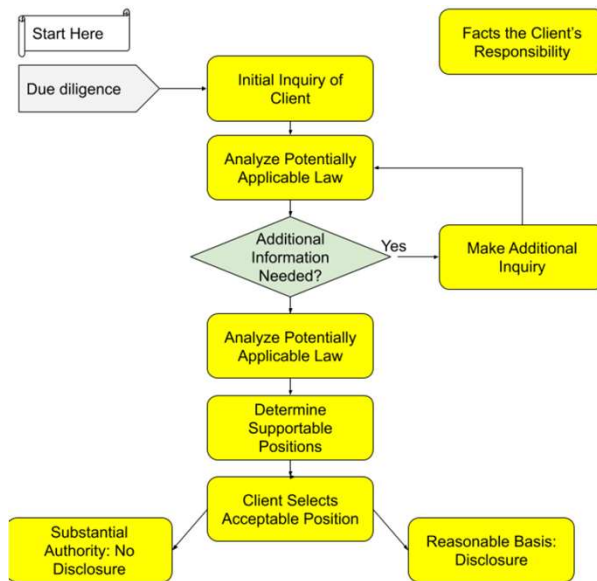 Start Here
Facts the Client's
Responsibility
Due diligence
Initial Inquiry of
Client
Analyze Potentially
Applicable Law
Additional
Information
Needed?
Yes
Make Additional
Inquiry
Analyze Potentially
Applicable Law
Determine
Supportable
Positions
Client Selects
Acceptable Position
Substantial
Authority: No
Disclosure
Reasonable Basis:
Disclosure